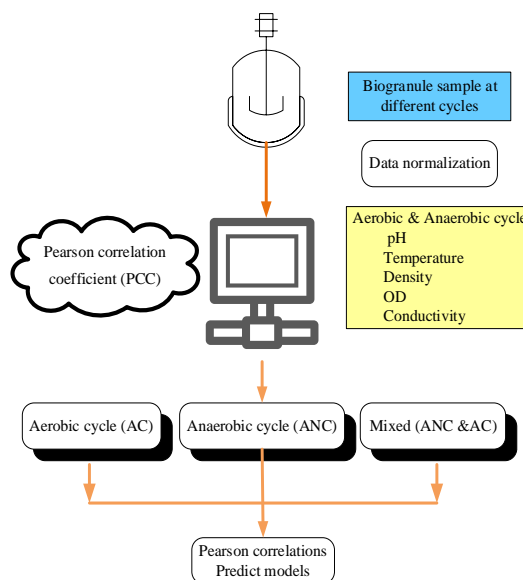 Biogranule sample at
different cycles
Data normalization
Pearson correlation
coefficient (PCC)
Aerobic & Anaerobic cycle
pH
Temperature
Density
OD
Conductivity
Aerobic cycle (AC)
Anaerobic cycle (ANC)
Mixed (ANC &AC)
Pearson correlations
Predict models